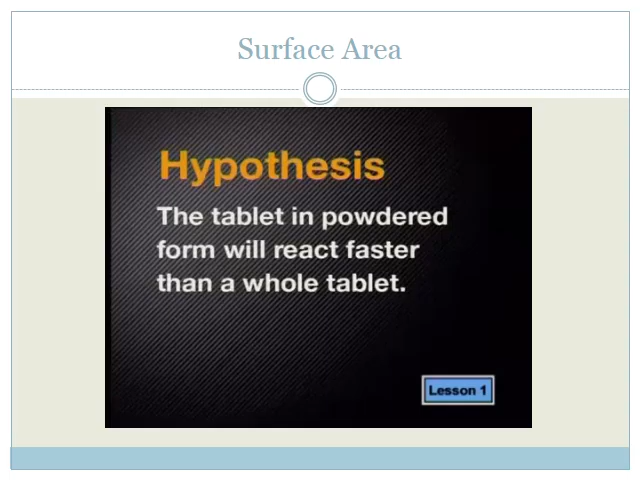 Surface Area
Hypothesis
The tablet in powdered
form will react faster
than a whole tablet.
Lesson 1